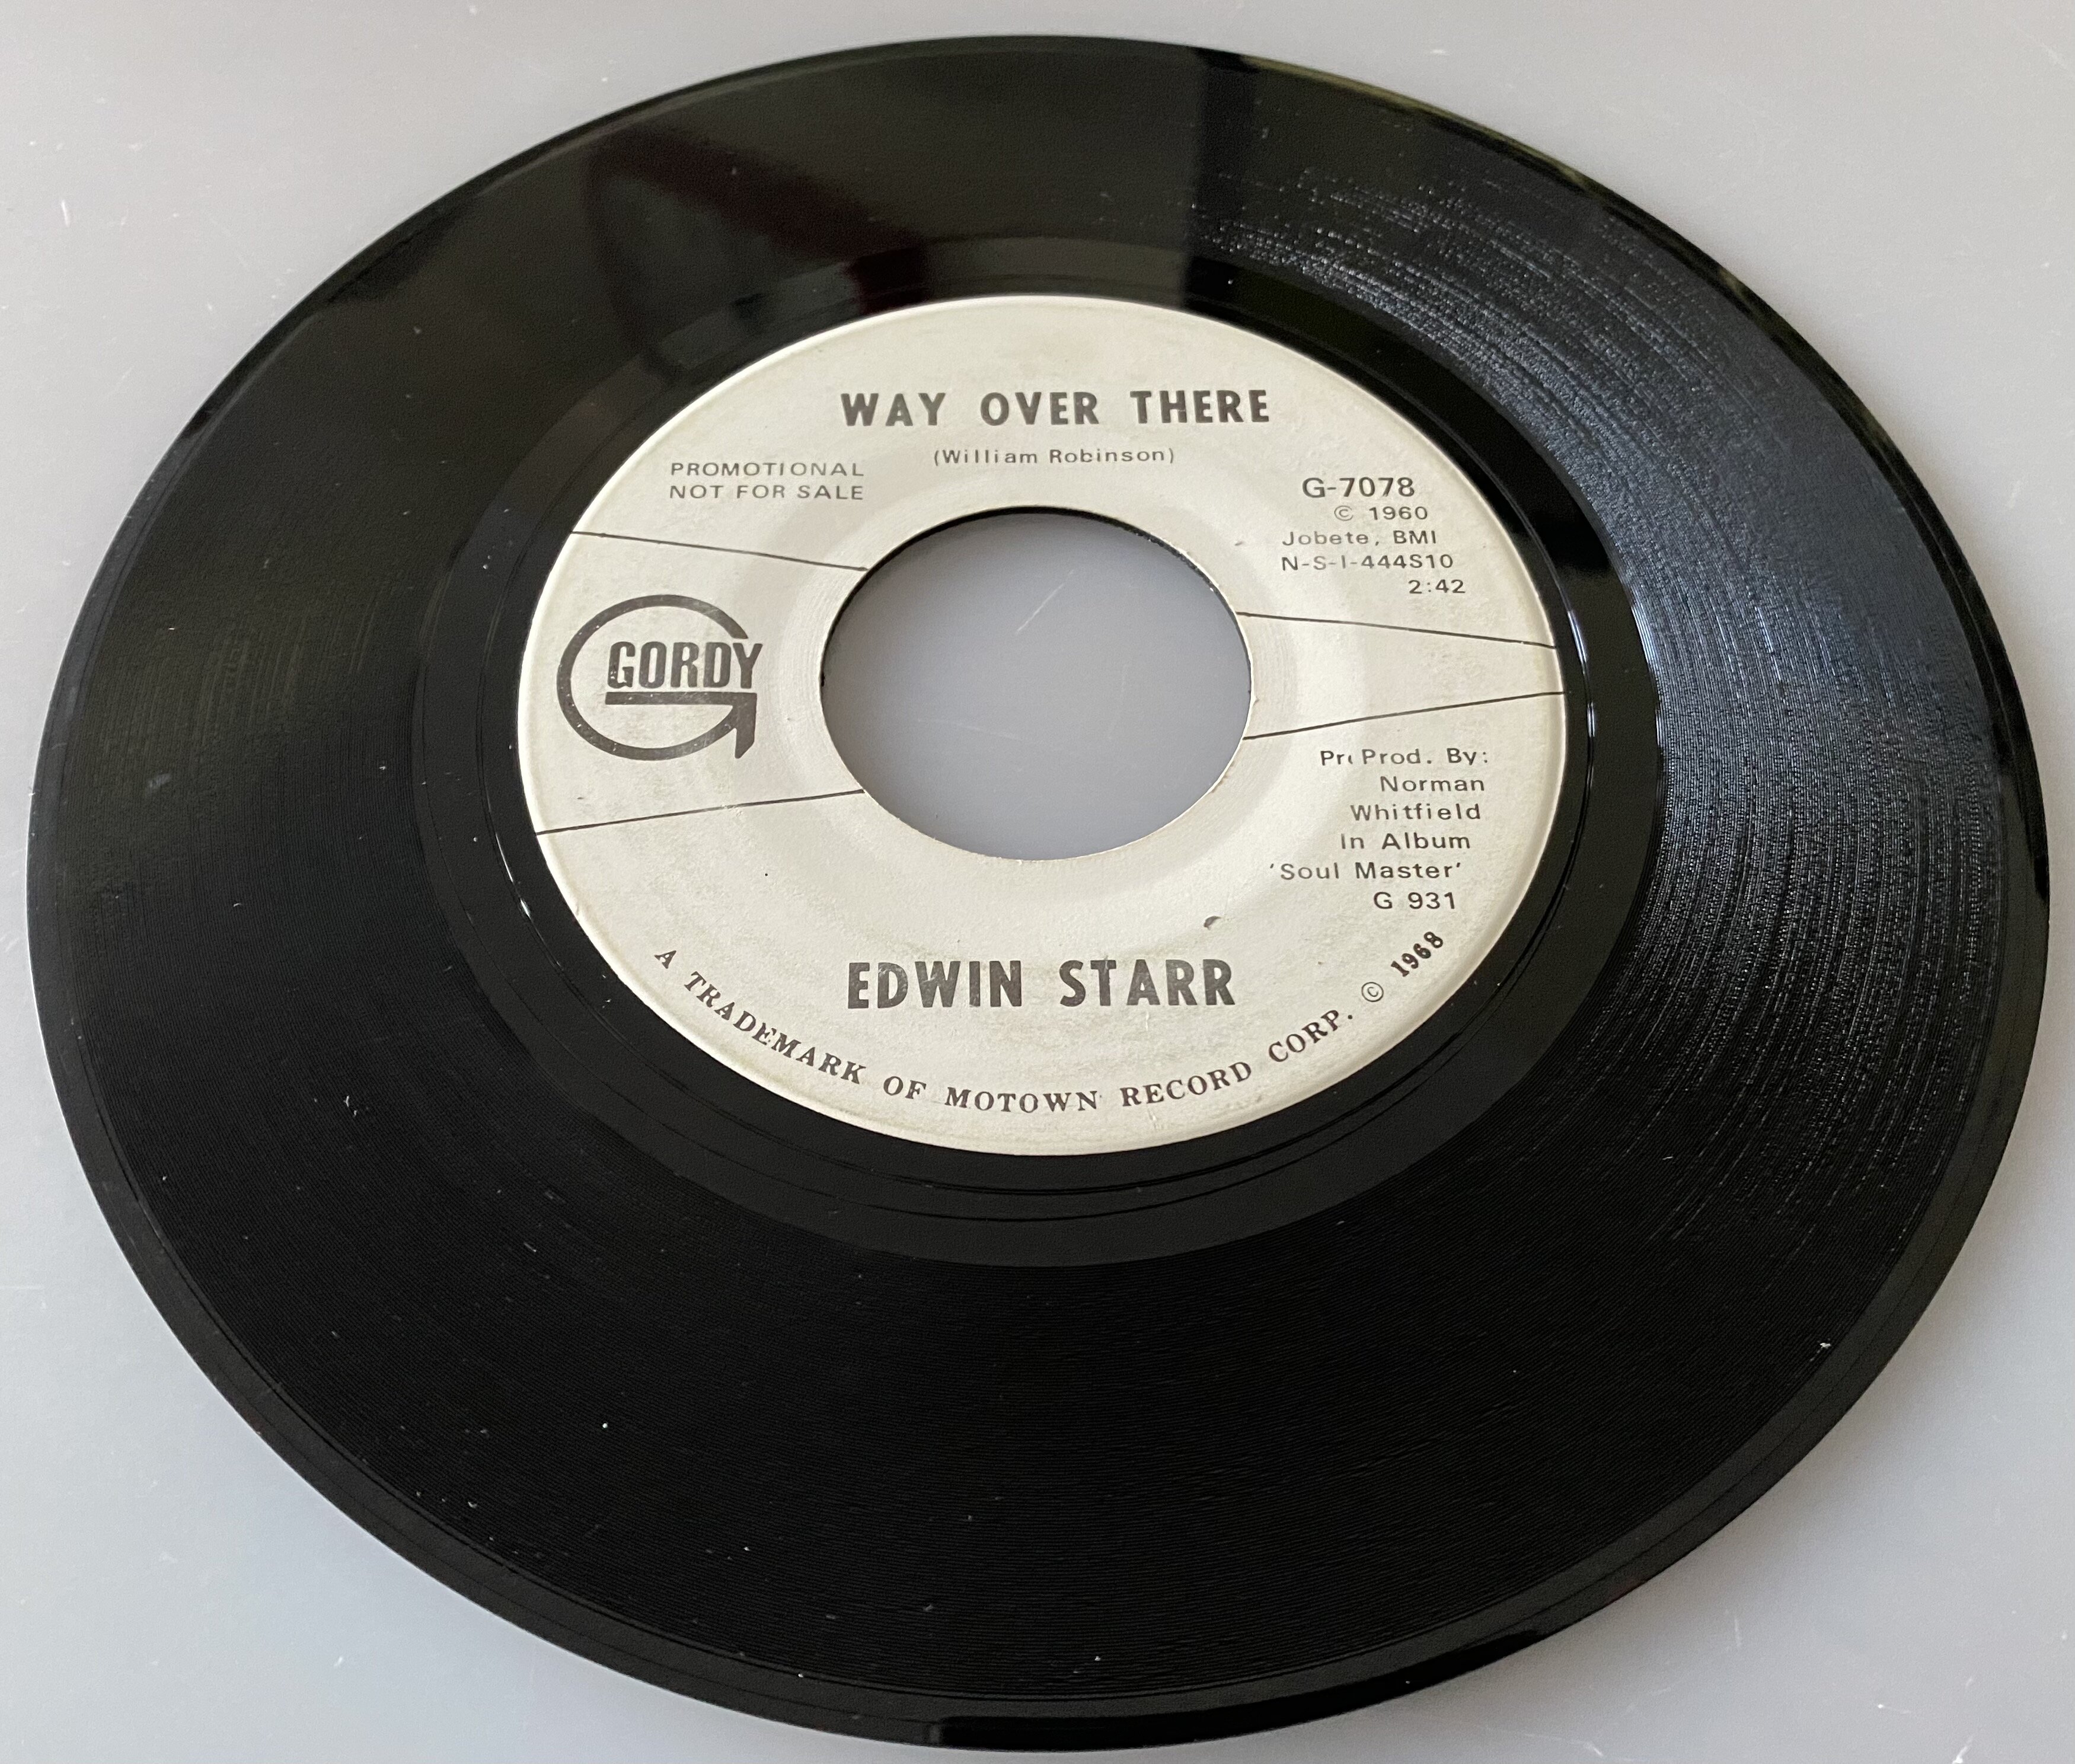 WAY OVER THERE
(William Robinson)
PROMOTIONAL
NOT FOR SALE
G-7078
© 1960
Jobete, BMI
N-S-I-444S10
2:42
GORDY
Pr Prod. By:
Norman
Whitfield
In Album
'Soul Master'
G 931
EDWIN STARR
A TRADEMARK OF MOTOWN RECORD CORP. © 1968